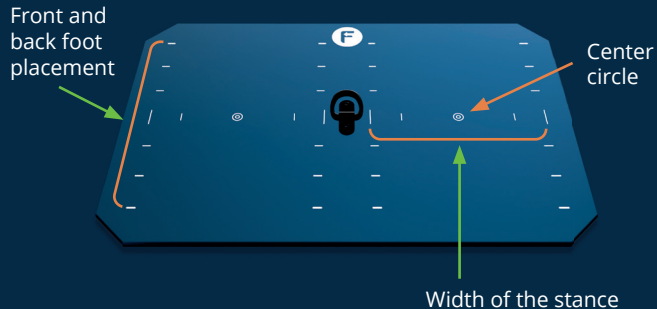 Front and
back foot
placement
F
Center
circle
Width of the stance